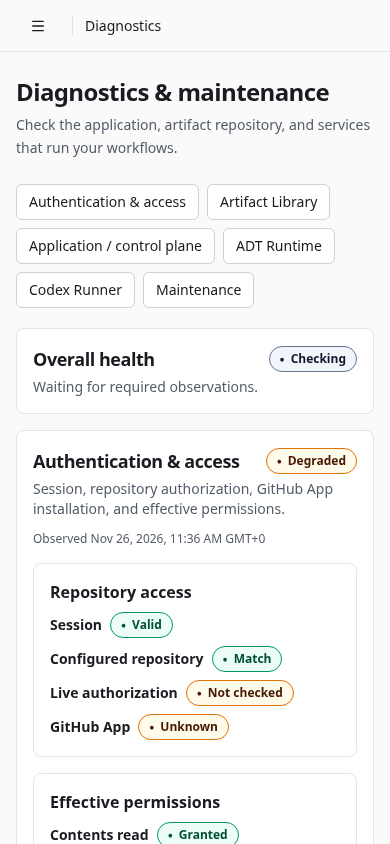 Diagnostics
Diagnostics & maintenance
Check the application, artifact repository, and services
that run your workflows.
Authentication & access
Artifact Library
Application / control plane
ADT Runtime
Codex Runner
Maintenance
Overall health
• Checking
Waiting for required observations.
Authentication & access
• Degraded
Session, repository authorization, GitHub App
installation, and effective permissions.
Observed Nov 26, 2026, 11:36 AM GMT+0
Repository access
Session • Valid
Configured repository • Match
Live authorization • Not checked
GitHub App • Unknown
Effective permissions
Contents read • Granted